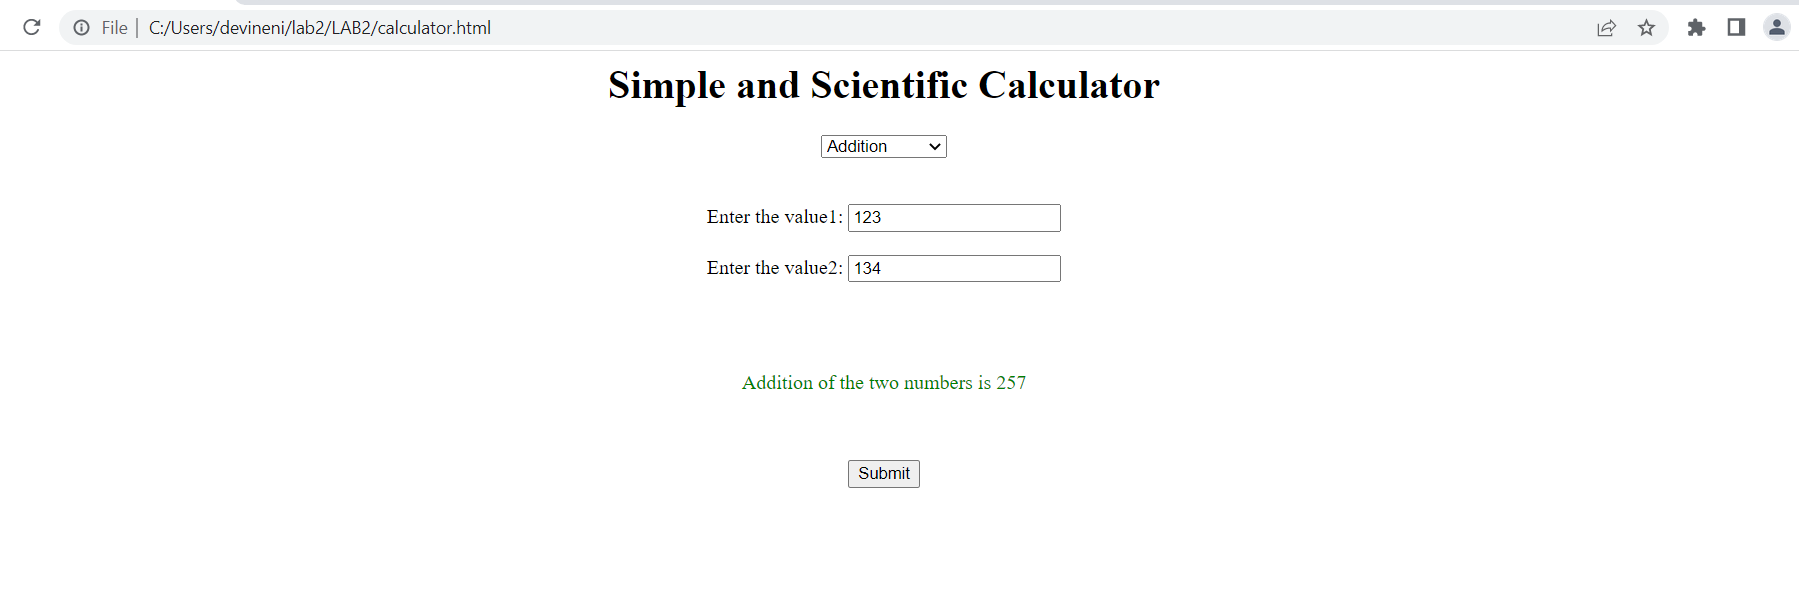 File | C:/Users/devineni/lab2/LAB2/calculator.html
Simple and Scientific Calculator
Addition
Enter the value1: 123
Enter the value2: 134
Addition of the two numbers is 257
Submit